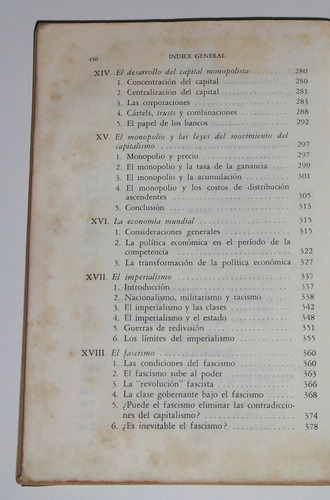 430 INDICE GENERAL
XIV. El desarrollo del capital monopolista 280
1. Concentración del capital 280
2. Centralización del capital 281
3. Las corporaciones 283
4. Cártels, trusts y combinaciones 288
5. El papel de los bancos 292
XV. El monopolio y las leyes del movimiento del
capitalismo 297
1. Monopolio y precio 297
2. El monopolio y la tasa de la ganancia 299
3. El monopolio y la acumulación 301
4. El monopolio y los costos de distribución
ascendentes 305
5. Conclusión 313
XVI. La economía mundial 315
1. Consideraciones generales 315
2. La política económica en el período de la
competencia 322
3. La transformación de la política económica 327
XVII. El imperialismo 337
1. Introducción 337
2. Nacionalismo, militarismo y racismo 338
3. El imperialismo y las clases 342
4. El imperialismo y el estado 348
5. Guerras de redivisión 351
6. Los límites del imperialismo 355
XVIII. El fascismo 360
1. Las condiciones del fascismo 360
2. El fascismo sube al poder 363
3. La "revolución" fascista 366
4. La clase gobernante bajo el fascismo 368
5. ¿Puede el fascismo eliminar las contradiccio-
nes del capitalismo? 374
6. ¿Es inevitable el fascismo? 378